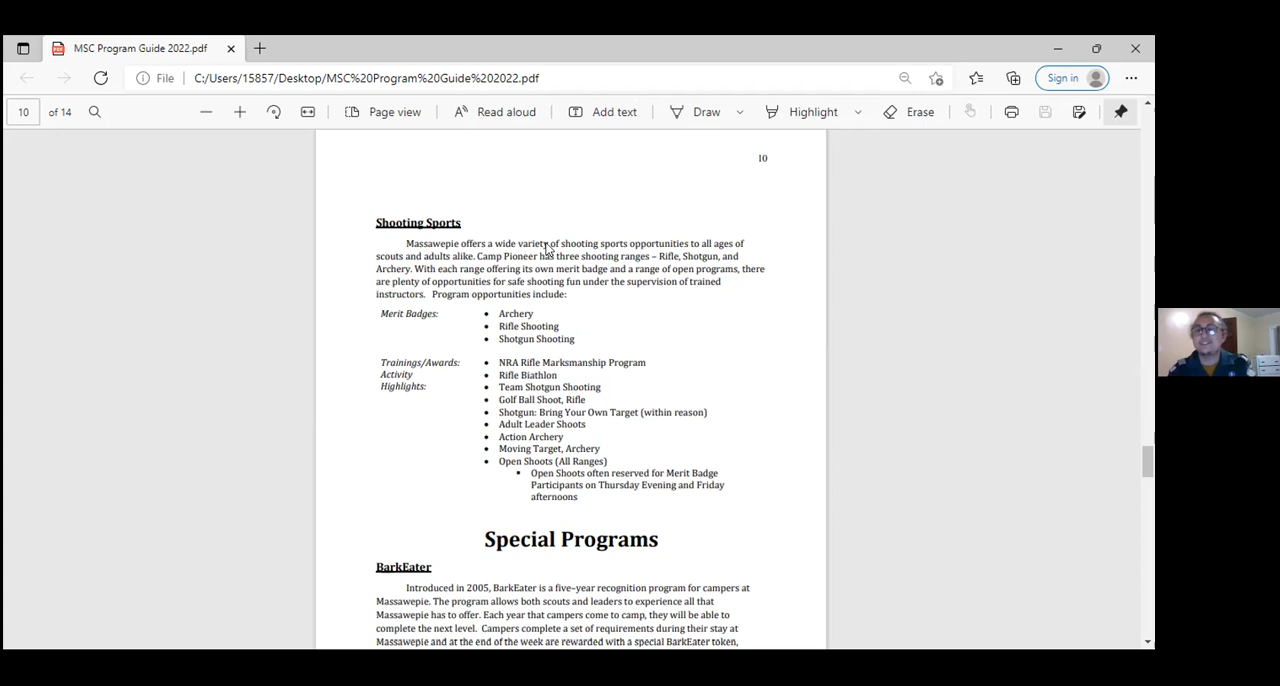 MSC Program Guide 2022.pdf
File C:/Users/15857/Desktop/MSC%20Program%20Guide%202022.pdf Sign in
10 of 14 Page view Read aloud Add text Draw Highlight Erase
10
Shooting Sports
Massawepie offers a wide variety of shooting sports opportunities to all ages of
scouts and adults alike. Camp Pioneer has three shooting ranges – Rifle, Shotgun, and
Archery. With each range offering its own merit badge and a range of open programs, there
are plenty of opportunities for safe shooting fun under the supervision of trained
instructors. Program opportunities include:
Merit Badges: • Archery
• Rifle Shooting
• Shotgun Shooting
Trainings/Awards: • NRA Rifle Marksmanship Program
Activity • Rifle Biathlon
Highlights: • Team Shotgun Shooting
• Golf Ball Shoot, Rifle
• Shotgun: Bring Your Own Target (within reason)
• Adult Leader Shoots
• Action Archery
• Moving Target, Archery
• Open Shoots (All Ranges)
▪ Open Shoots often reserved for Merit Badge
Participants on Thursday Evening and Friday
afternoons
Special Programs
BarkEater
Introduced in 2005, BarkEater is a five–year recognition program for campers at
Massawepie. The program allows both scouts and leaders to experience all that
Massawepie has to offer. Each year that campers come to camp, they will be able to
complete the next level. Campers complete a set of requirements during their stay at
Massawepie and at the end of the week are rewarded with a special BarkEater token,